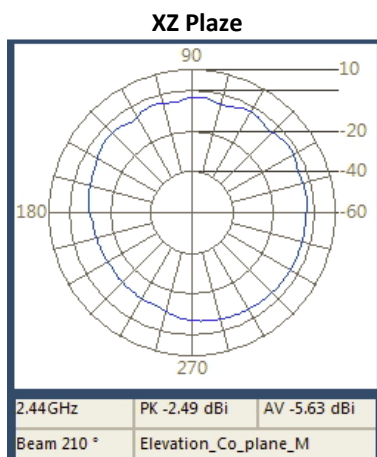 XZ Plaze
90
10
-20
-40
180
-60
270
2.44GHz PK -2.49 dBi AV -5.63 dBi
Beam 210 ° Elevation_Co_plane_M